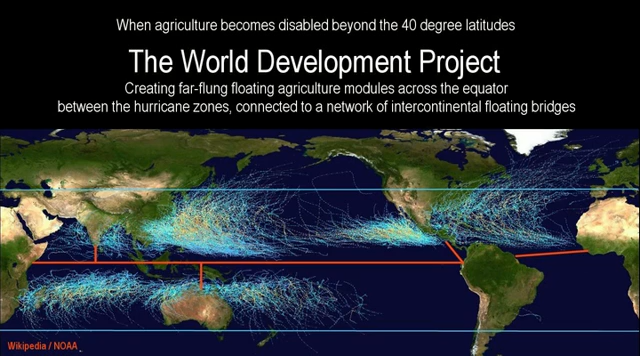 When agriculture becomes disabled beyond the 40 degree latitudes
The World Development Project
Creating far-flung floating agriculture modules across the equator
between the hurricane zones, connected to a network of intercontinental floating bridges
Wikipedia / NOAA